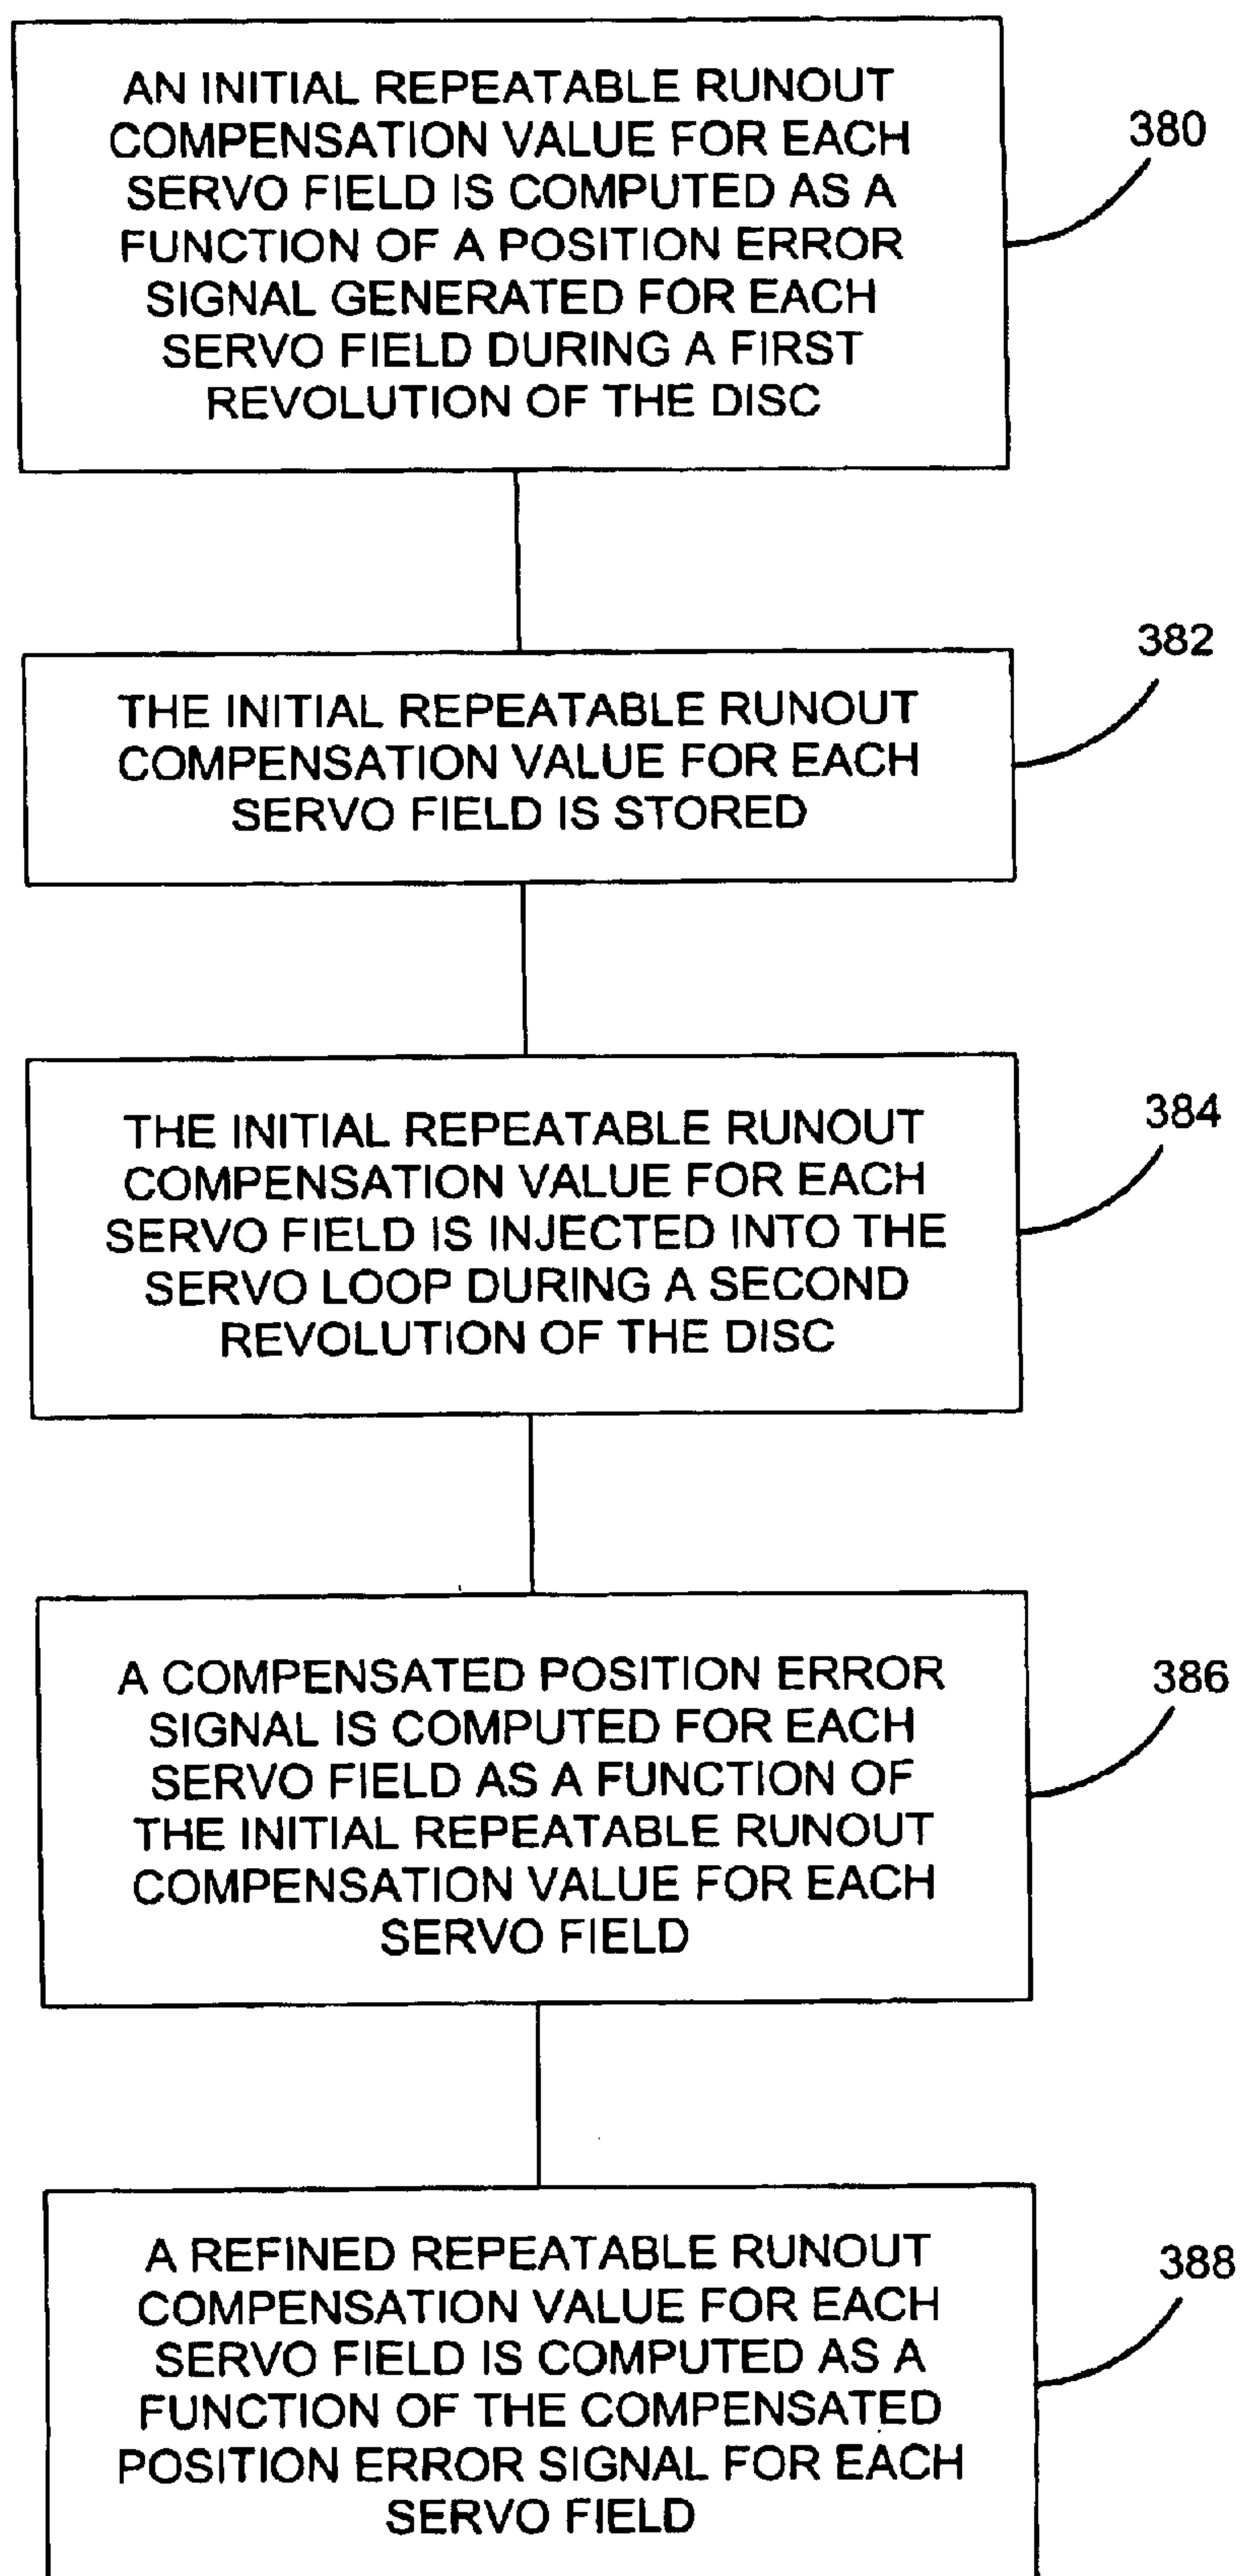 AN INITIAL REPEATABLE RUNOUT
COMPENSATION VALUE FOR EACH
SERVO FIELD IS COMPUTED AS A
FUNCTION OF A POSITION ERROR
SIGNAL GENERATED FOR EACH
SERVO FIELD DURING A FIRST
REVOLUTION OF THE DISC
380
THE INITIAL REPEATABLE RUNOUT
COMPENSATION VALUE FOR EACH
SERVO FIELD IS STORED
382
THE INITIAL REPEATABLE RUNOUT
COMPENSATION VALUE FOR EACH
SERVO FIELD IS INJECTED INTO THE
SERVO LOOP DURING A SECOND
REVOLUTION OF THE DISC
384
A COMPENSATED POSITION ERROR
SIGNAL IS COMPUTED FOR EACH
SERVO FIELD AS A FUNCTION OF
THE INITIAL REPEATABLE RUNOUT
COMPENSATION VALUE FOR EACH
SERVO FIELD
386
A REFINED REPEATABLE RUNOUT
COMPENSATION VALUE FOR EACH
SERVO FIELD IS COMPUTED AS A
FUNCTION OF THE COMPENSATED
POSITION ERROR SIGNAL FOR EACH
SERVO FIELD
388